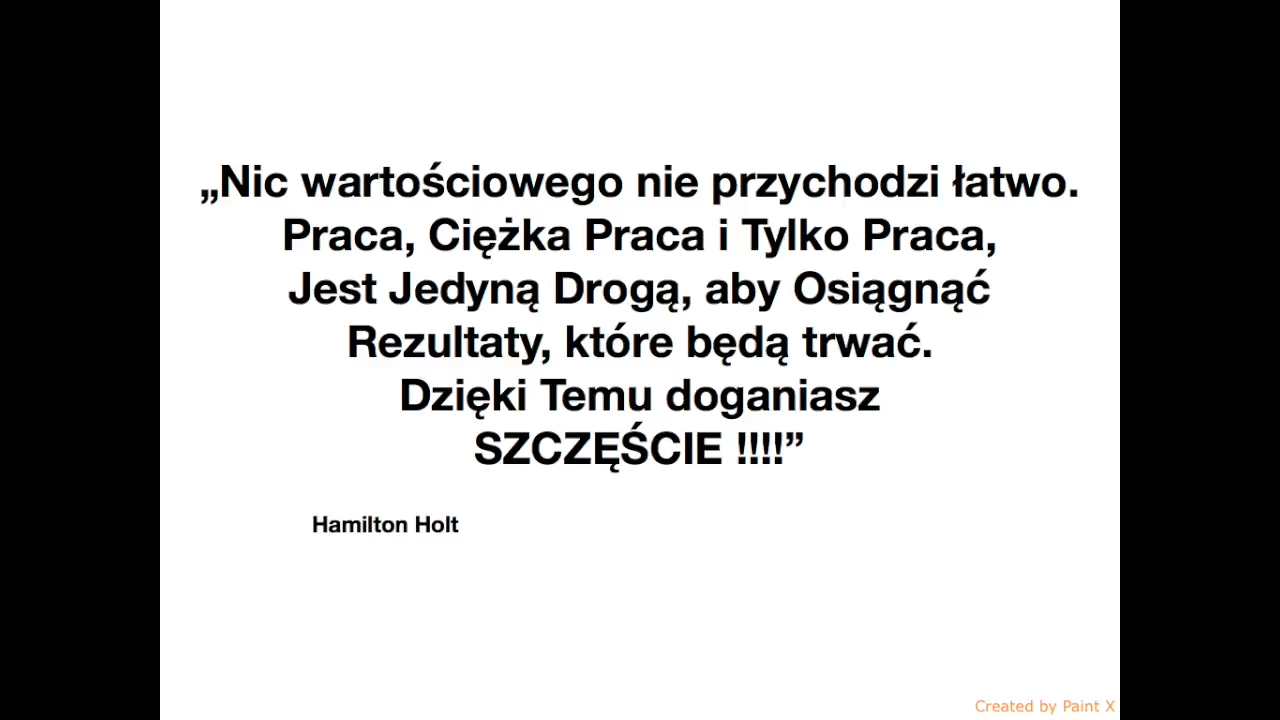 „Nic wartościowego nie przychodzi łatwo.
Praca, Ciężka Praca i Tylko Praca,
Jest Jedyną Drogą, aby Osiągnąć
Rezultaty, które będą trwać.
Dzięki Temu doganiasz
SZCZĘŚCIE !!!!”
Hamilton Holt
Created by Paint X